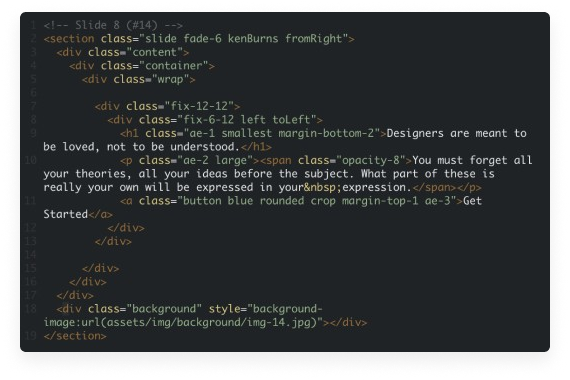 1 <!-- Slide 8 (#14) -->
2 <section class="slide fade-6 kenBurns fromRight">
3 <div class="content">
4 <div class="container">
5 <div class="wrap">
6
7 <div class="fix-12-12">
8 <div class="fix-6-12 left toLeft">
9 <h1 class="ae-1 smallest margin-bottom-2">Designers are meant to
be loved, not to be understood.</h1>
10 <p class="ae-2 large"><span class="opacity-8">You must forget all
your theories, all your ideas before the subject. What part of these is
really your own will be expressed in your&nbsp;expression.</span></p>
11 <a class="button blue rounded crop margin-top-1 ae-3">Get
Started</a>
12 </div>
13 </div>
14
15 </div>
16 </div>
17 </div>
18 <div class="background" style="background-
image:url(assets/img/background/img-14.jpg)"></div>
19 </section>